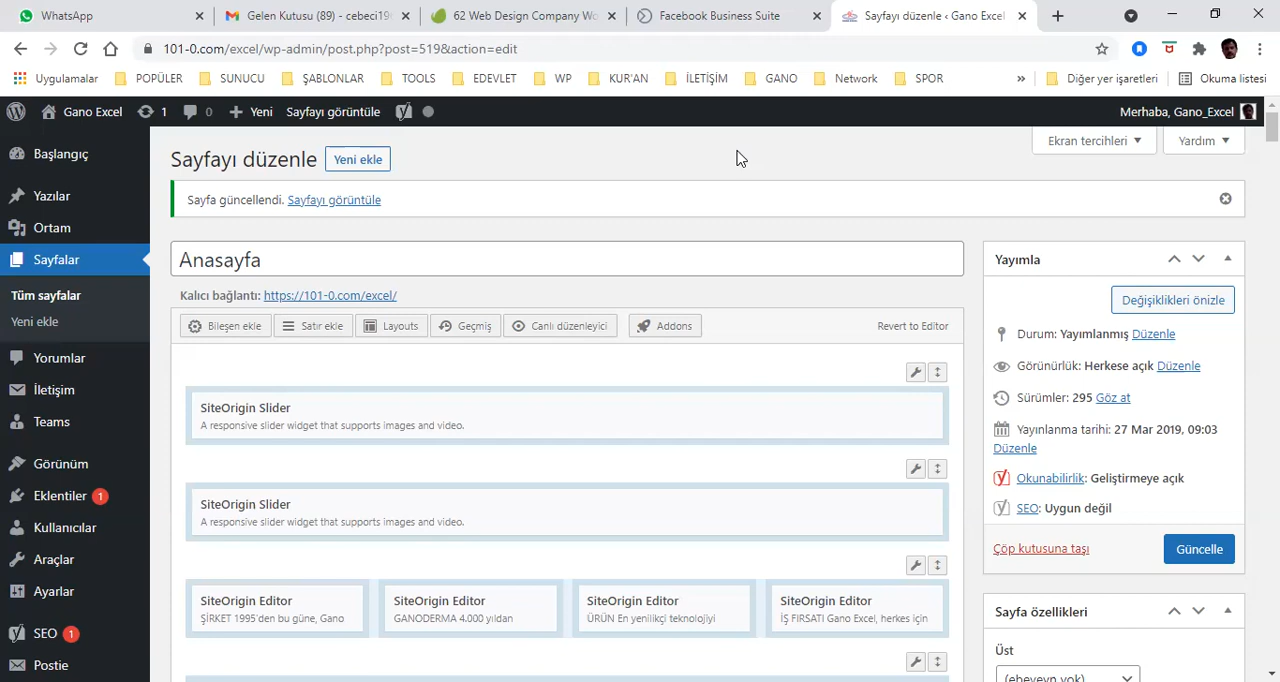 WhatsApp
Gelen Kutusu (89) - cebeci19
62 Web Design Company Wo
Facebook Business Suite
Sayfayı düzenle ‹ Gano Excel
101-0.com/excel/wp-admin/post.php?post=519&action=edit
Uygulamalar
POPÜLER
SUNUCU
ŞABLONLAR
TOOLS
EDEVLET
WP
KUR'AN
İLETİŞİM
GANO
Network
SPOR
»
Diğer yer işaretleri
Okuma listesi
Gano Excel
1
0
Yeni
Sayfayı görüntüle
Merhaba, Gano_Excel
Başlangıç
Yazılar
Ortam
Sayfalar
Tüm sayfalar
Yeni ekle
Yorumlar
İletişim
Teams
Görünüm
Eklentiler 1
Kullanıcılar
Araçlar
Ayarlar
SEO 1
Postie
Ekran tercihleri
Yardım
Sayfayı düzenle
Yeni ekle
Sayfa güncellendi. Sayfayı görüntüle
Anasayfa
Kalıcı bağlantı: https://101-0.com/excel/
Bileşen ekle
Satır ekle
Layouts
Geçmiş
Canlı düzenleyici
Addons
Revert to Editor
SiteOrigin Slider
A responsive slider widget that supports images and video.
SiteOrigin Slider
A responsive slider widget that supports images and video.
SiteOrigin Editor
ŞİRKET 1995'den bu güne, Gano
SiteOrigin Editor
GANODERMA 4.000 yıldan
SiteOrigin Editor
ÜRÜN En yenilikçi teknolojiyi
SiteOrigin Editor
İŞ FIRSATI Gano Excel, herkes için
Yayımla
Değişiklikleri önizle
Durum: Yayımlanmış Düzenle
Görünürlük: Herkese açık Düzenle
Sürümler: 295 Göz at
Yayınlanma tarihi: 27 Mar 2019, 09:03
Düzenle
Okunabilirlik: Geliştirmeye açık
SEO: Uygun değil
Çöp kutusuna taşı
Güncelle
Sayfa özellikleri
Üst
(ebeveyn yok)